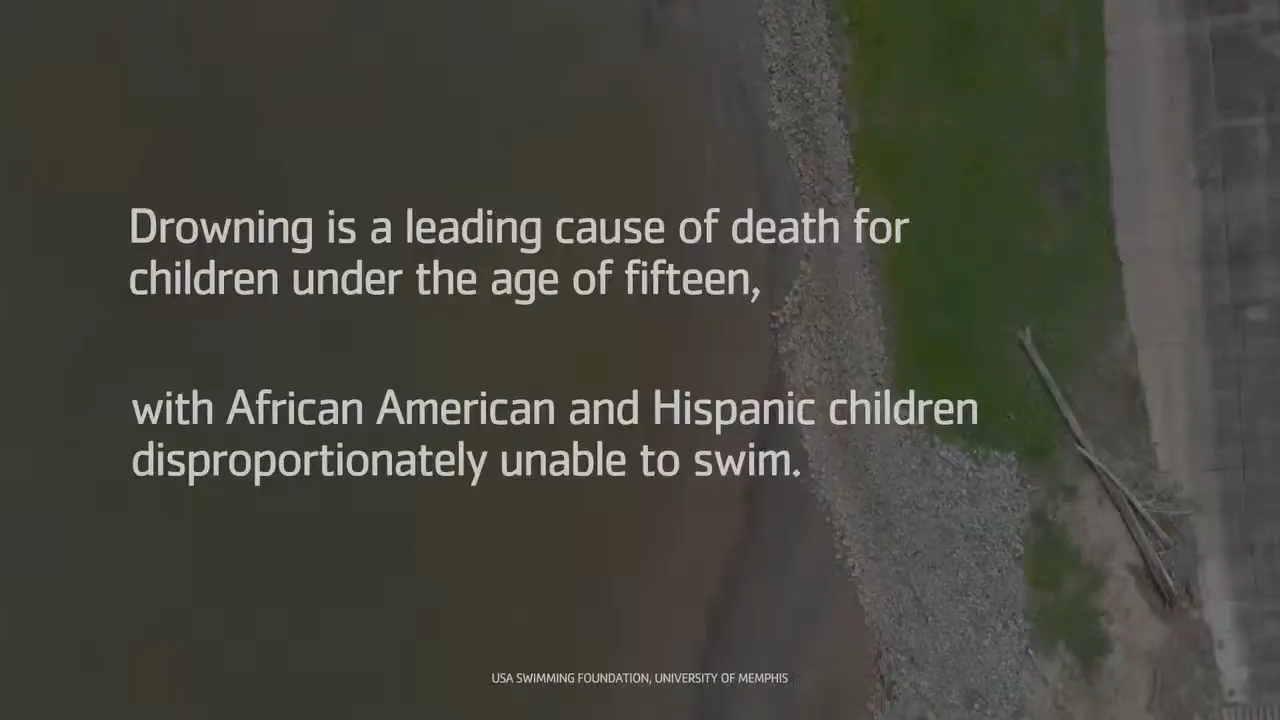 Drowning is a leading cause of death for
children under the age of fifteen,
with African American and Hispanic children
disproportionately unable to swim.
USA SWIMMING FOUNDATION, UNIVERSITY OF MEMPHIS